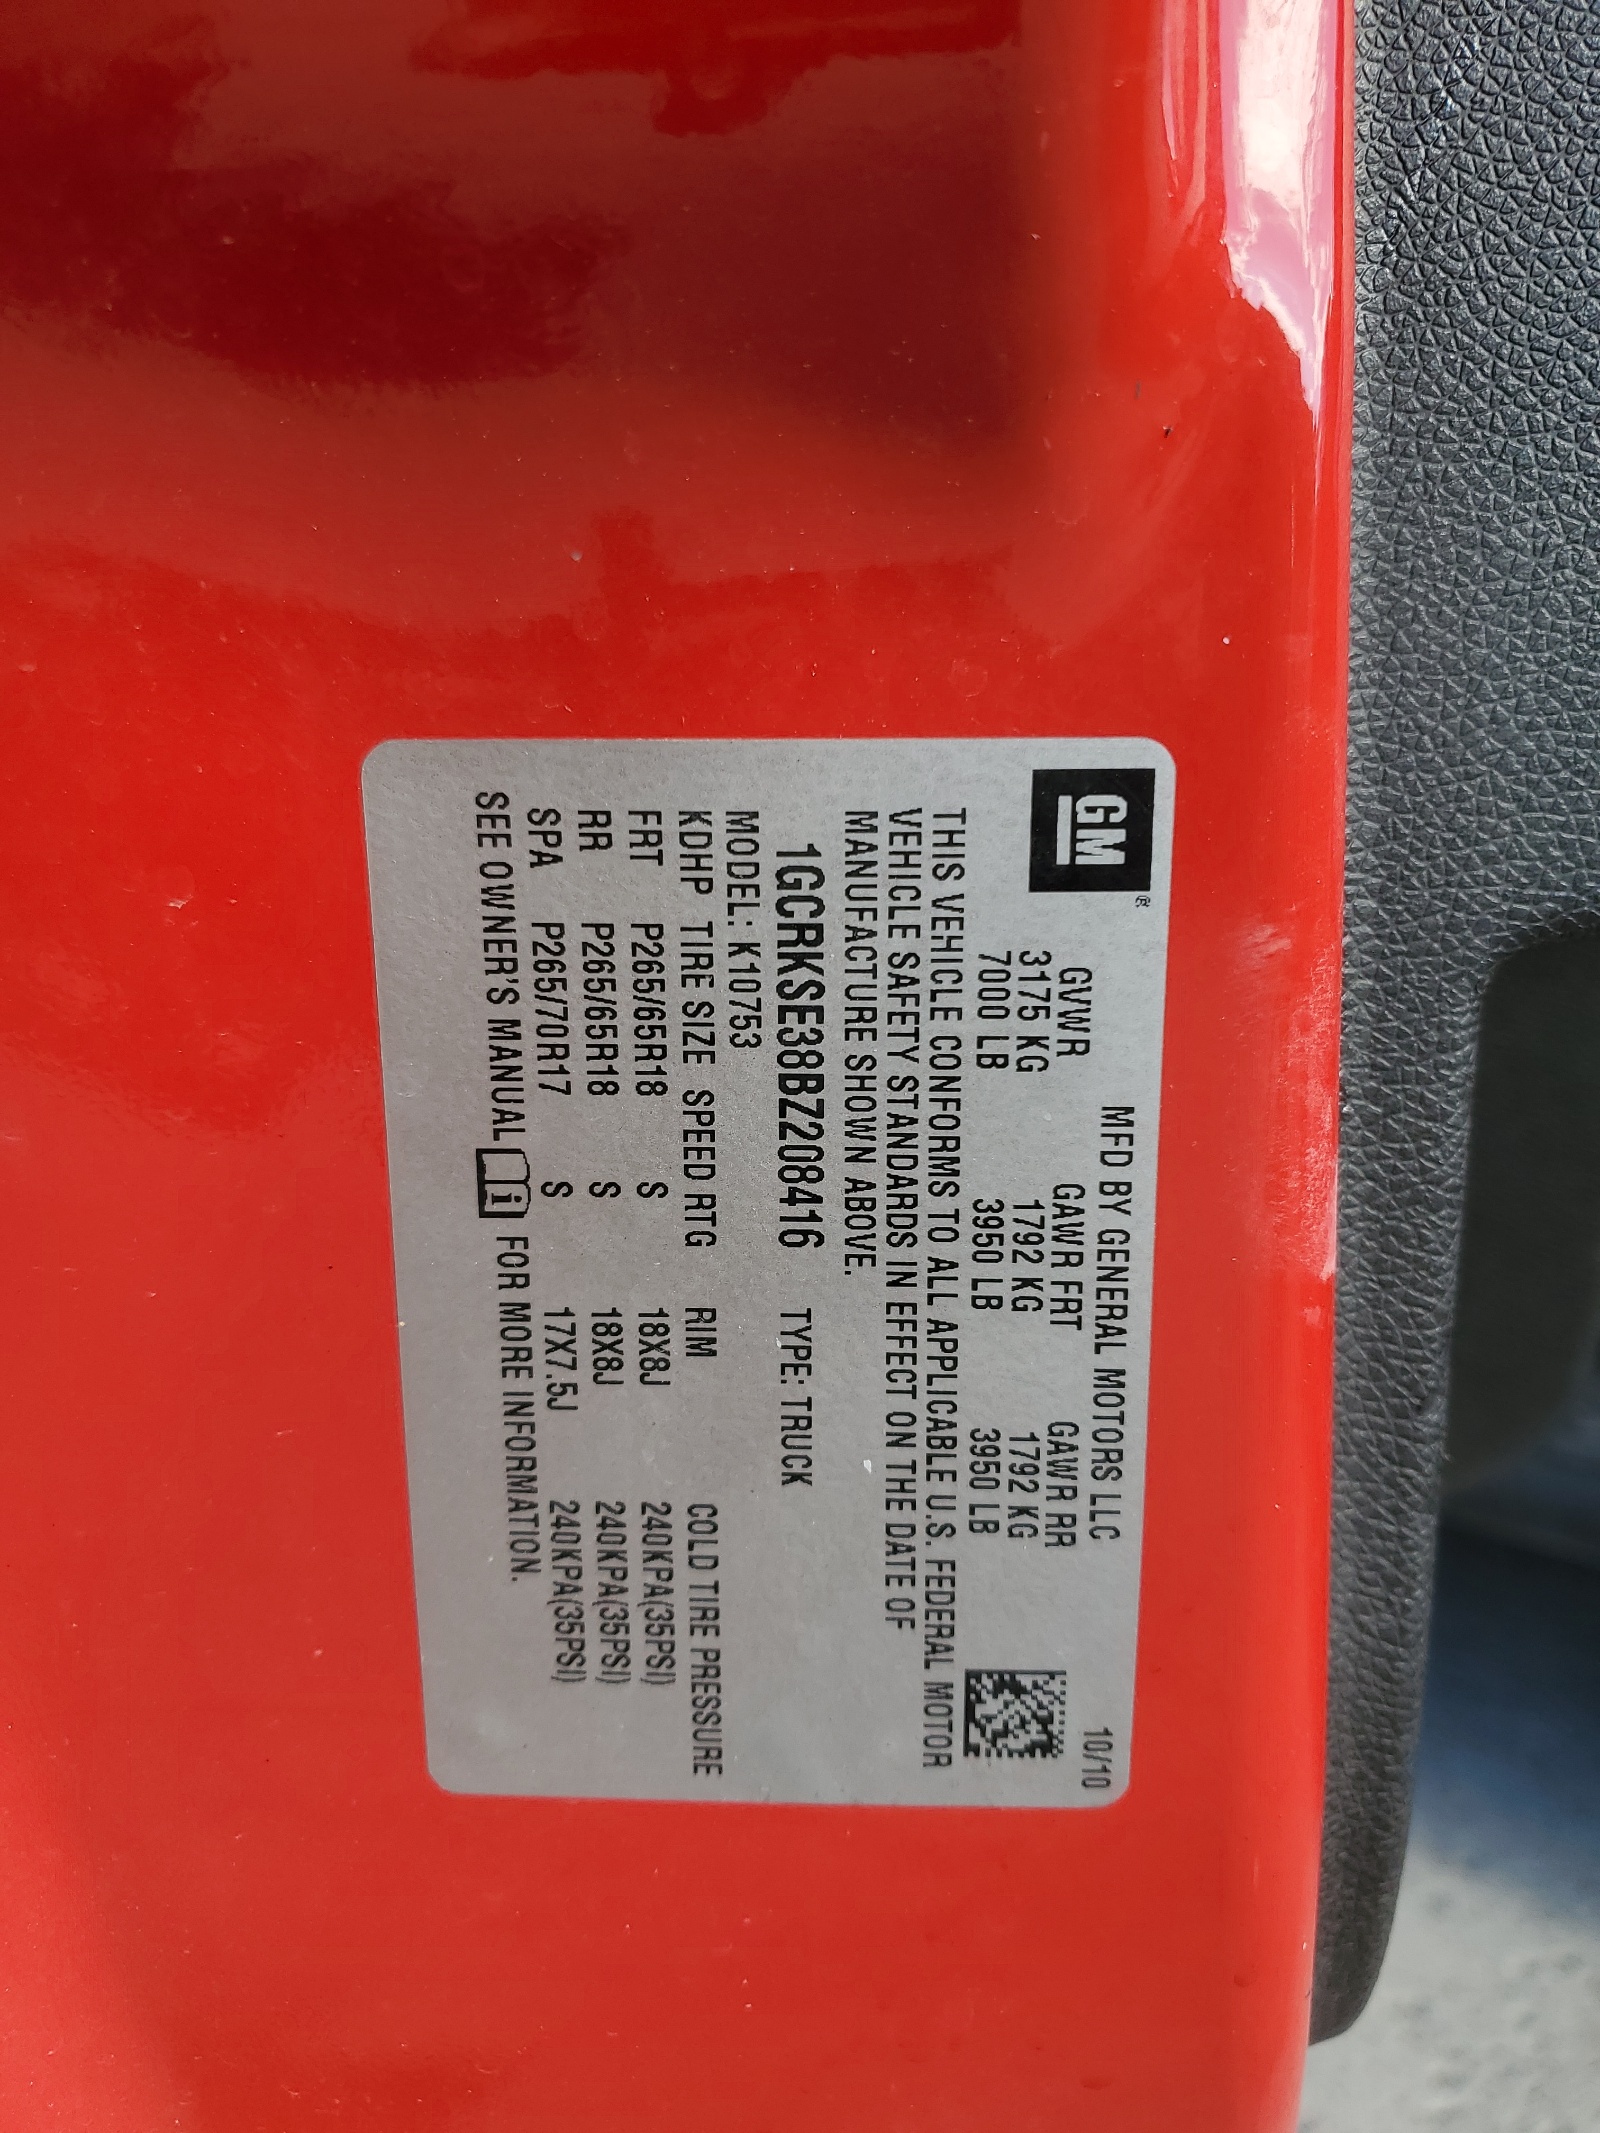 GM ®
MFD BY GENERAL MOTORS LLC 10/10
GVWR GAWR FRT GAWR RR
3175 KG 1792 KG 1792 KG
7000 LB 3950 LB 3950 LB
THIS VEHICLE CONFORMS TO ALL APPLICABLE U.S. FEDERAL MOTOR
VEHICLE SAFETY STANDARDS IN EFFECT ON THE DATE OF
MANUFACTURE SHOWN ABOVE.
1GCRKSE38BZ208416 TYPE: TRUCK
MODEL: K10753
KDHP TIRE SIZE SPEED RTG RIM COLD TIRE PRESSURE
FRT P265/65R18 S 18X8J 240KPA(35PSI)
RR P265/65R18 S 18X8J 240KPA(35PSI)
SPA P265/70R17 S 17X7.5J 240KPA(35PSI)
SEE OWNER'S MANUAL i FOR MORE INFORMATION.